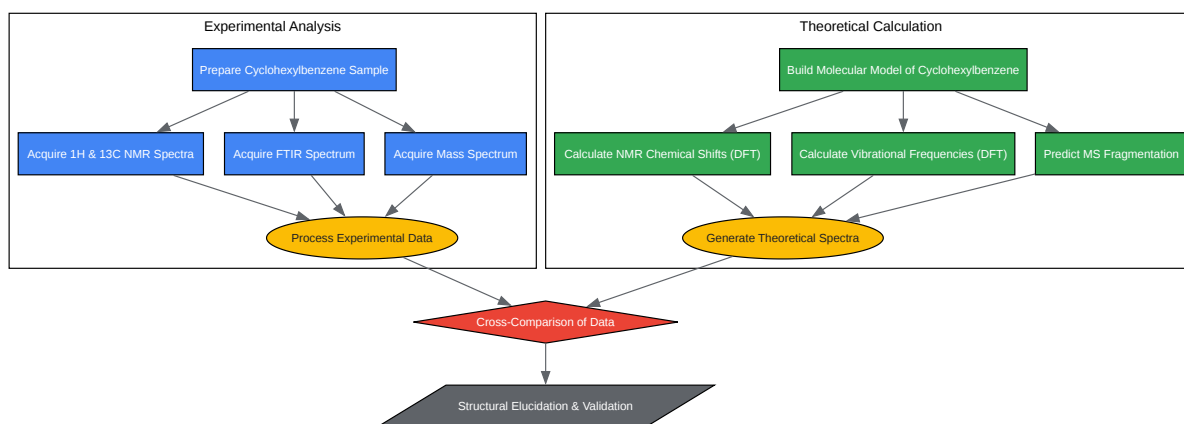 Experimental Analysis
Theoretical Calculation
Prepare Cyclohexylbenzene Sample
Build Molecular Model of Cyclohexylbenzene
Acquire 1H & 13C NMR Spectra
Acquire FTIR Spectrum
Acquire Mass Spectrum
Calculate NMR Chemical Shifts (DFT)
Calculate Vibrational Frequencies (DFT)
Predict MS Fragmentation
Process Experimental Data
Generate Theoretical Spectra
Cross-Comparison of Data
Structural Elucidation & Validation